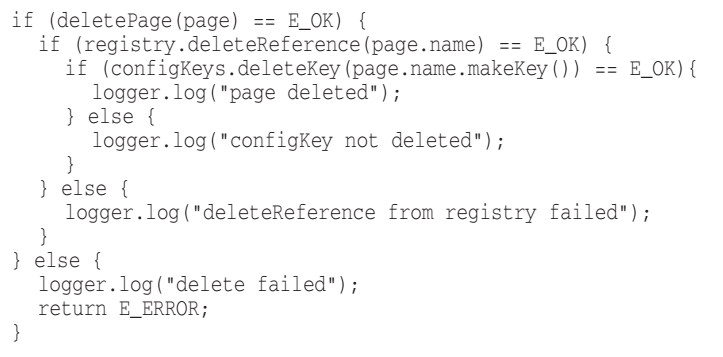 if (deletePage(page) == E_OK) {
  if (registry.deleteReference(page.name) == E_OK) {
    if (configKeys.deleteKey(page.name.makeKey()) == E_OK){
      logger.log("page deleted");
    } else {
      logger.log("configKey not deleted");
    }
  } else {
    logger.log("deleteReference from registry failed");
  }
} else {
  logger.log("delete failed");
  return E_ERROR;
}